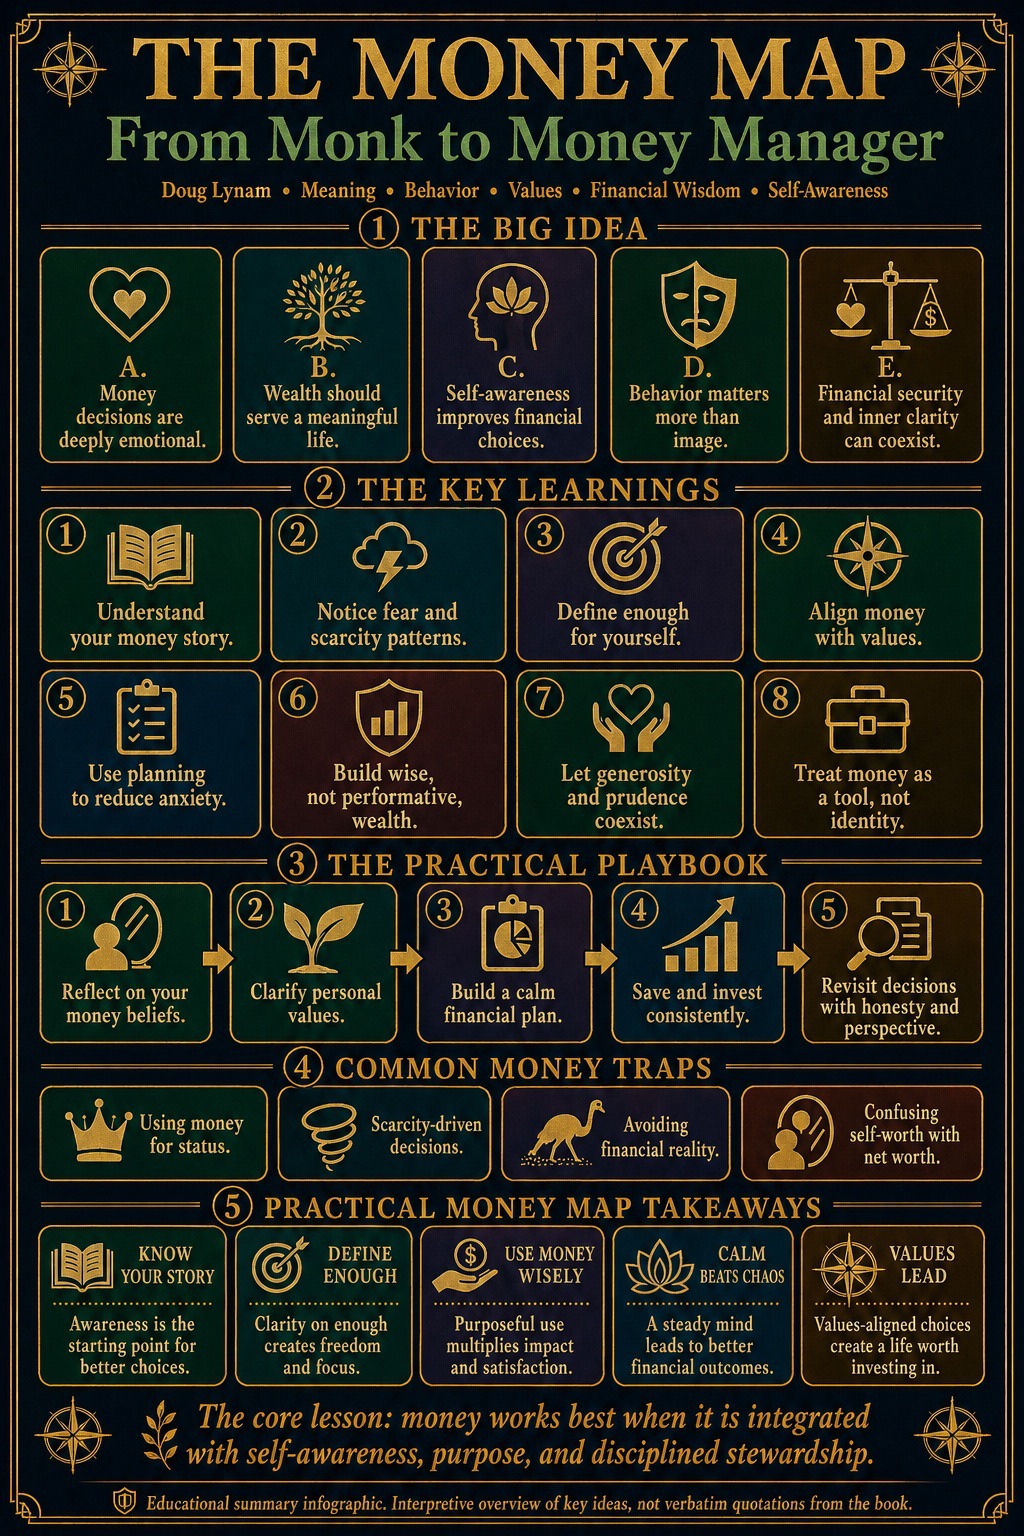 THE MONEY MAP
From Monk to Money Manager
Doug Lynam • Meaning • Behavior • Values • Financial Wisdom • Self-Awareness
1 THE BIG IDEA
A.
Money
decisions are
deeply emotional.
B.
Wealth should
serve a meaningful
life.
C.
Self-awareness
improves financial
choices.
D.
Behavior matters
more than
image.
$
E.
Financial security
and inner clarity
can coexist.
2 THE KEY LEARNINGS
1
Understand
your money story.
2
Notice fear and
scarcity patterns.
3
Define enough
for yourself.
4
Align money
with values.
5
Use planning
to reduce anxiety.
6
Build wise,
not performative,
wealth.
7
Let generosity
and prudence
coexist.
8
Treat money as
a tool, not
identity.
3 THE PRACTICAL PLAYBOOK
1
Reflect on your
money beliefs.
2
Clarify personal
values.
3
Build a calm
financial plan.
4
Save and invest
consistently.
5
Revisit decisions
with honesty and
perspective.
4 COMMON MONEY TRAPS
Using money
for status.
Scarcity-driven
decisions.
Avoiding
financial reality.
Confusing
self-worth with
net worth.
5 PRACTICAL MONEY MAP TAKEAWAYS
KNOW
YOUR STORY
Awareness is the
starting point for
better choices.
DEFINE
ENOUGH
Clarity on enough
creates freedom
and focus.
$
USE MONEY
WISELY
Purposeful use
multiplies impact
and satisfaction.
CALM
BEATS CHAOS
A steady mind
leads to better
financial outcomes.
VALUES
LEAD
Values-aligned choices
create a life worth
investing in.
The core lesson: money works best when it is integrated
with self-awareness, purpose, and disciplined stewardship.
Educational summary infographic. Interpretive overview of key ideas, not verbatim quotations from the book.